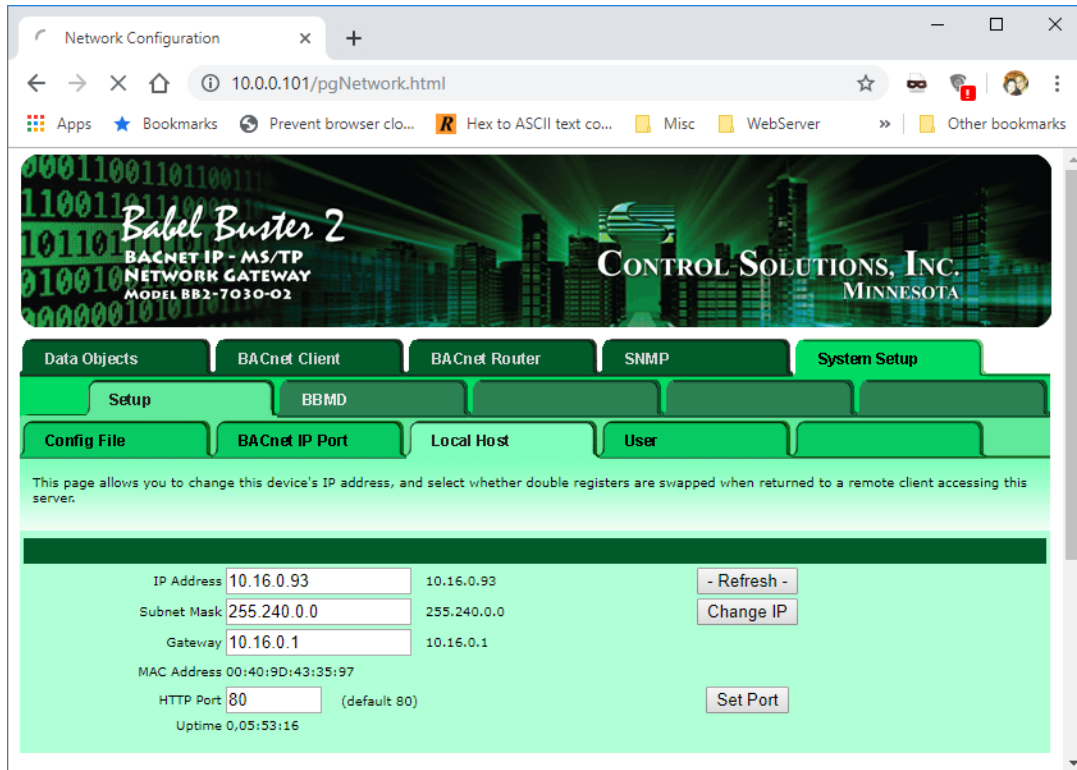 Network Configuration
10.0.0.101/pgNetwork.html
Apps Bookmarks Prevent browser clo... R Hex to ASCII text co... Misc WebServer » Other bookmarks
Babel Buster 2
BACNET IP - MS/TP
NETWORK GATEWAY
MODEL BB2-7030-02
CONTROL SOLUTIONS, INC.
MINNESOTA
Data Objects BACnet Client BACnet Router SNMP System Setup
Setup BBMD
Config File BACnet IP Port Local Host User
This page allows you to change this device's IP address, and select whether double registers are swapped when returned to a remote client accessing this
server.
IP Address 10.16.0.93 10.16.0.93 - Refresh -
Subnet Mask 255.240.0.0 255.240.0.0 Change IP
Gateway 10.16.0.1 10.16.0.1
MAC Address 00:40:9D:43:35:97
HTTP Port 80 (default 80) Set Port
Uptime 0,05:53:16